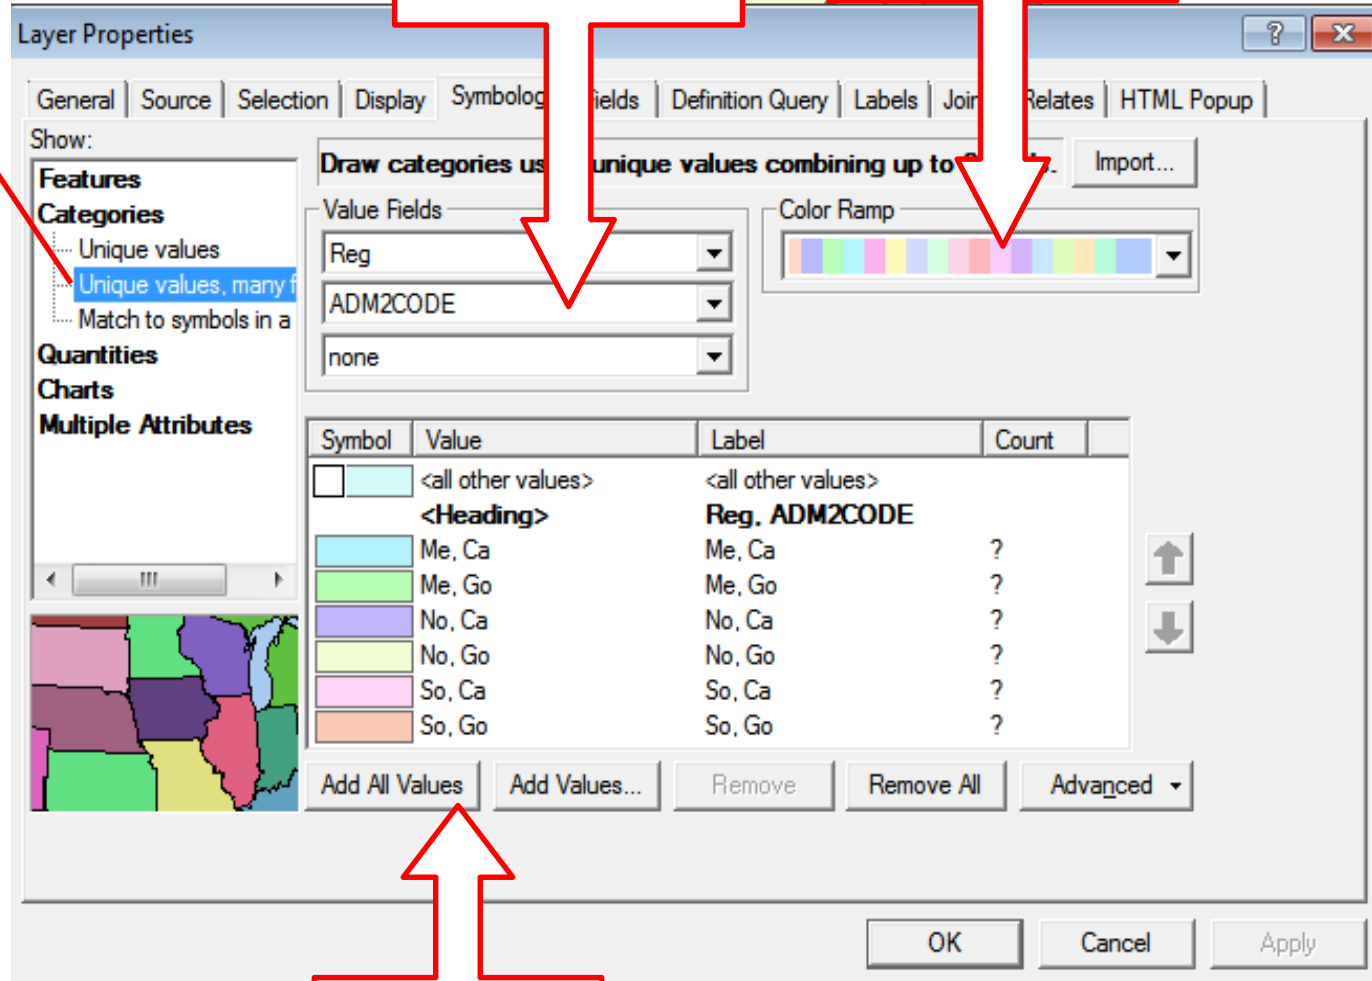 Layer Properties
General Source Selection Display Symbolog ields Definition Query Labels Join Relates HTML Popup
Show:
Features
Categories
Unique values
Unique values, many f
Match to symbols in a
Quantities
Charts
Multiple Attributes
Draw categories us unique values combining up to
Import...
Value Fields
Reg
ADM2CODE
none
Color Ramp
Symbol Value Label Count
<all other values> <all other values>
<Heading> Reg, ADM2CODE
Me, Ca Me, Ca ?
Me, Go Me, Go ?
No, Ca No, Ca ?
No, Go No, Go ?
So, Ca So, Ca ?
So, Go So, Go ?
Add All Values Add Values... Remove Remove All Advanced
OK Cancel Apply